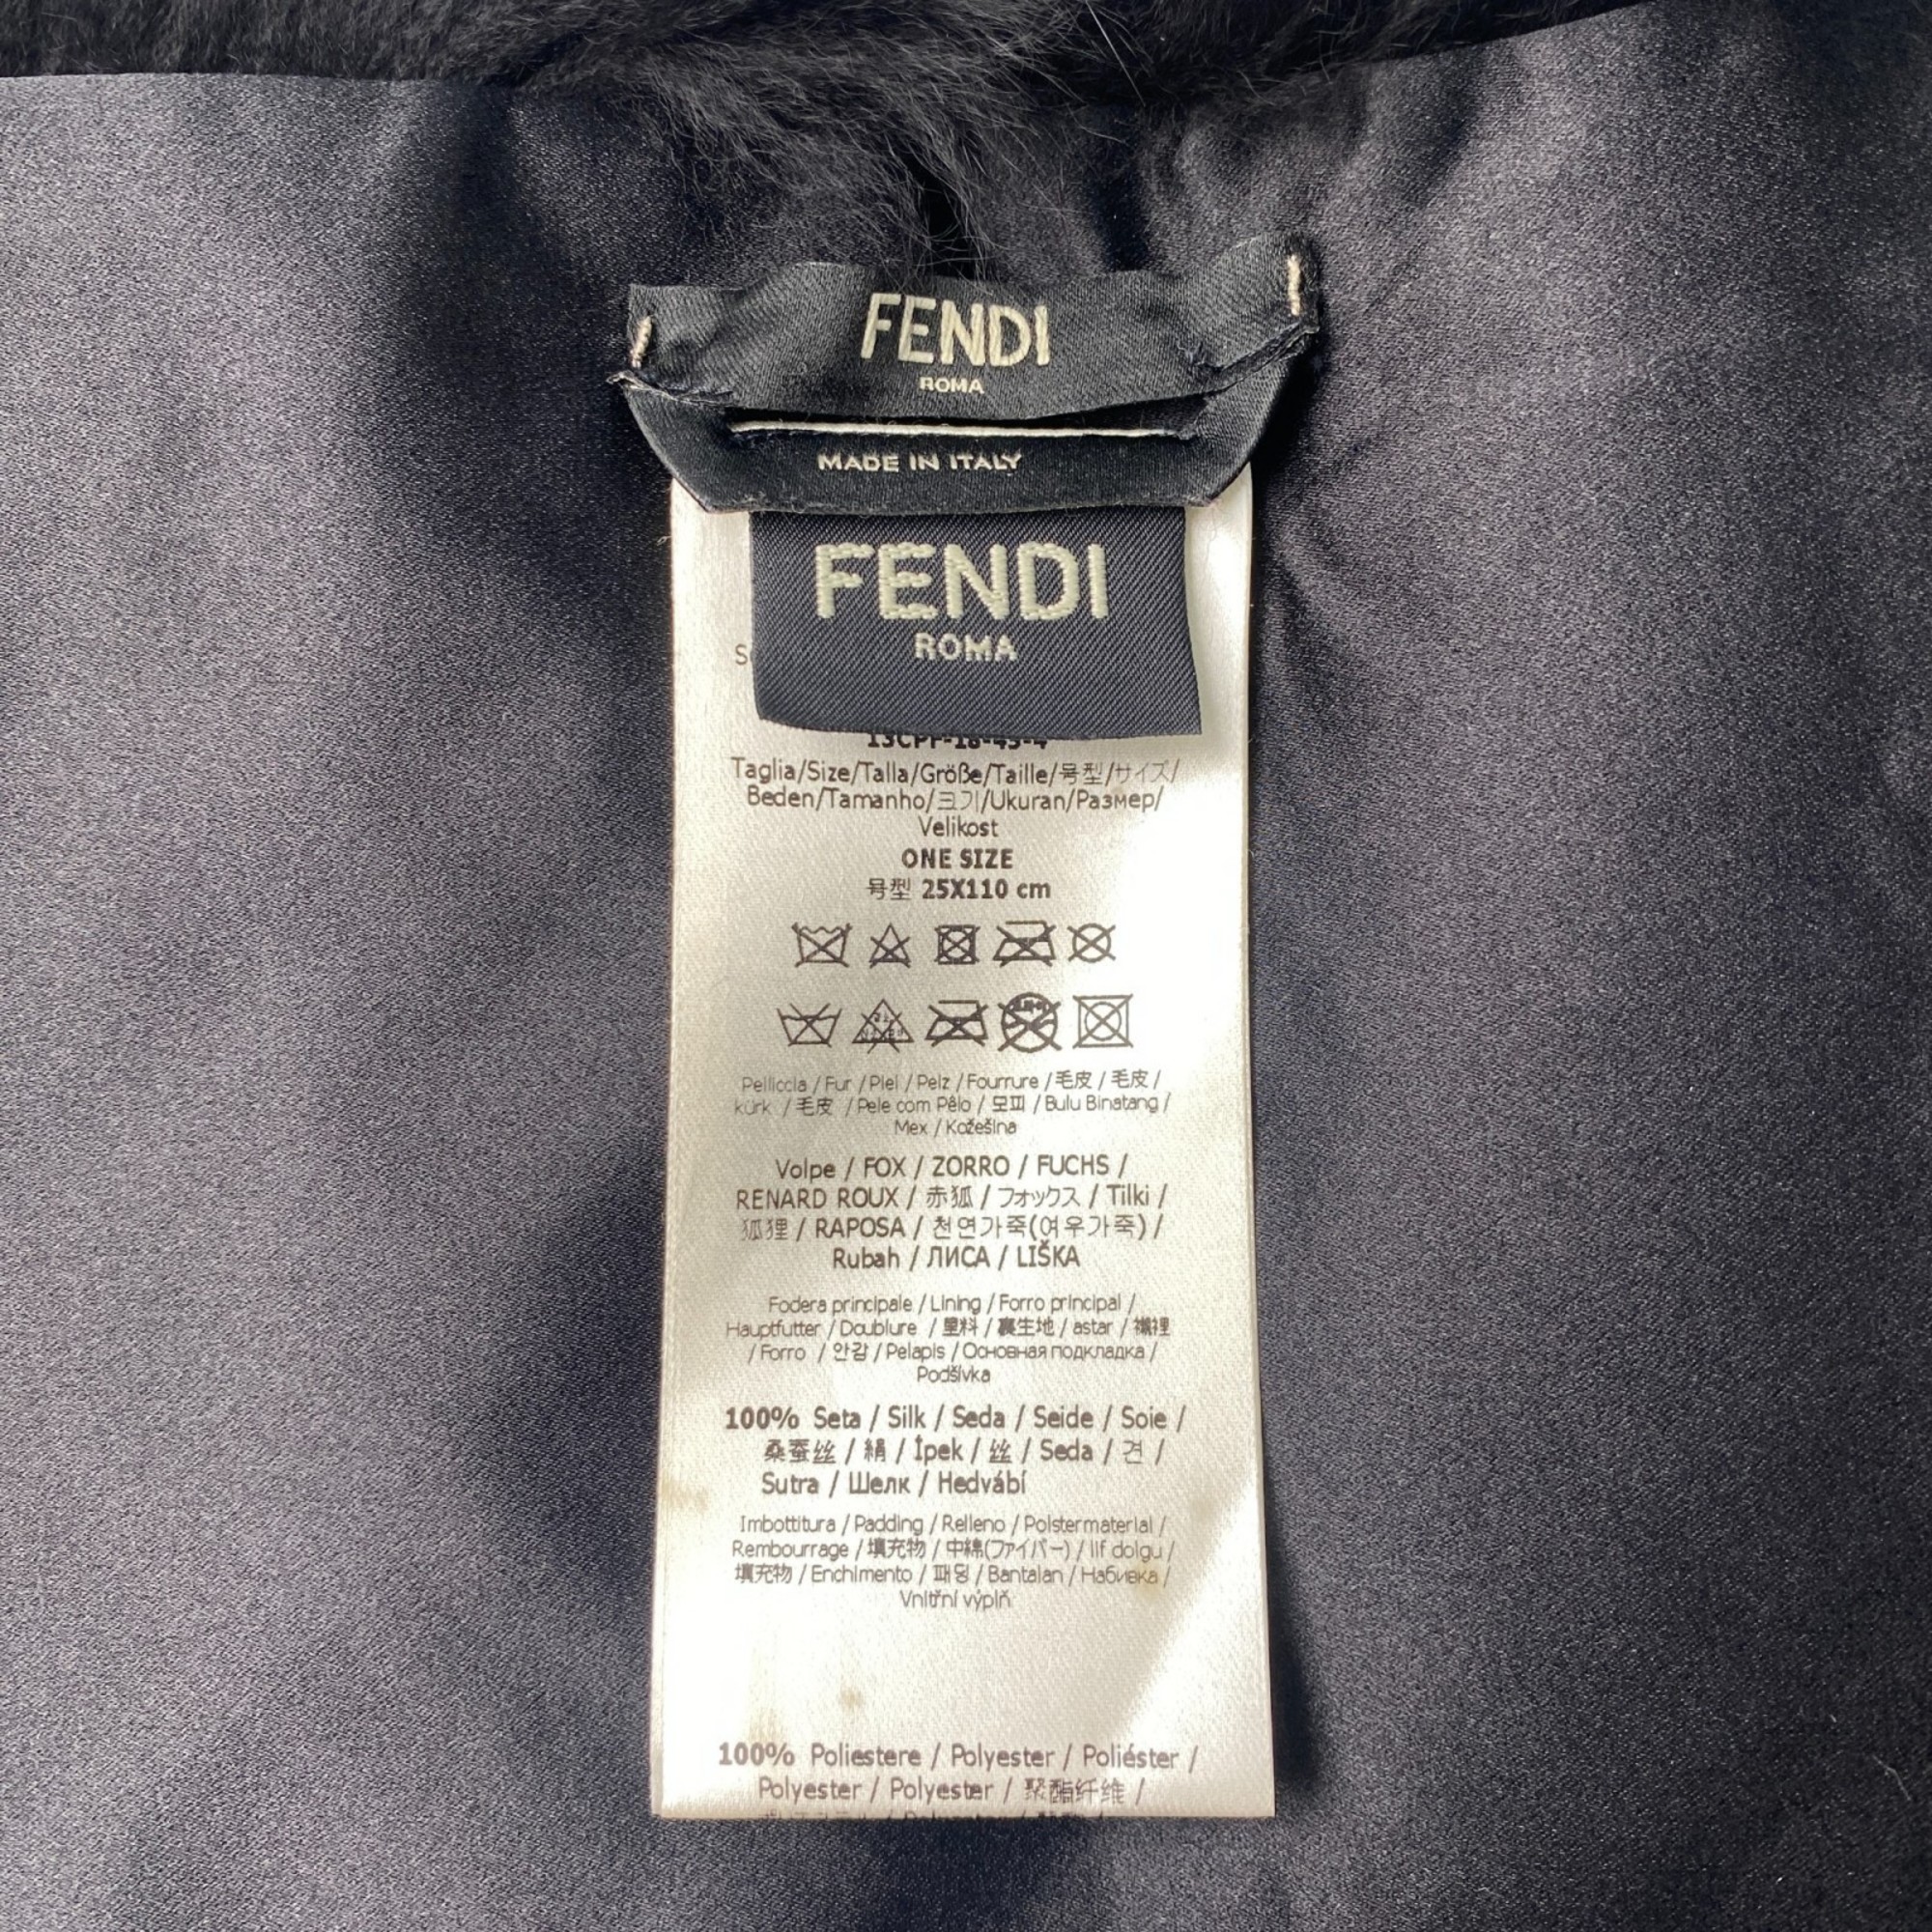 FENDI
ROMA
MADE IN ITALY
FENDI
ROMA
Taglia/Size/Talla/Größe/Taille/号型/サイズ/
Beden/Tamanho/크기/Ukuran/Размер/
Velikost
ONE SIZE
号型 25X110 cm
Pelliccia / Fur / Piel / Pelz / Fourrure / 毛皮 / 毛皮 /
kürk / 毛皮 / Pele com Pêlo / 모피 / Bulu Binatang /
Мех / Kožešina
Volpe / FOX / ZORRO / FUCHS /
RENARD ROUX / 赤狐 / フォックス / Tilki /
狐狸 / RAPOSA / 천연가죽(여우가죽) /
Rubah / ЛИСА / LIŠKA
Fodera principale / Lining / Forro principal /
Hauptfutter / Doublure / 里料 / 裏生地 / astar / 襯裡
/ Forro / 안감 / Pelapis / Основная подкладка /
Podšívka
100% Seta / Silk / Seda / Seide / Soie /
桑蚕丝 / 絹 / İpek / 丝 / Seda / 견 /
Sutra / Шелк / Hedvábí
Imbottitura / Padding / Relleno / Polstermaterial /
Rembourrage / 填充物 / 中綿(ファイバー) / lif dolgu /
填充物 / Enchimento / 패딩 / Bantalan / Набивка /
Vnitřní výplň
100% Poliestere / Polyester / Poliéster /
Polyester / Polyester / 聚酯纤维 /